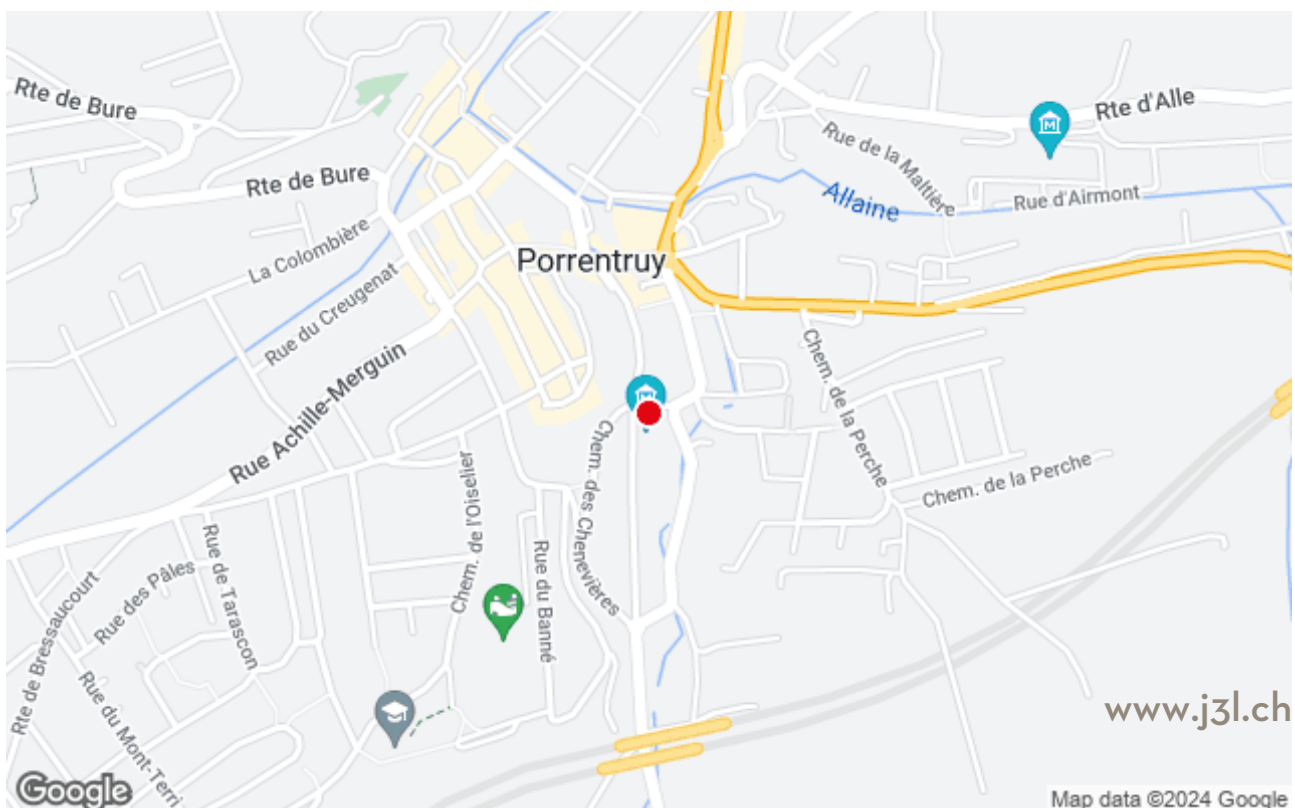 Rte de Bure
Rte d'Alle
Rue de la Maltière
Rte de Bure
Allaine
Rue d'Airmont
La Colombière
Porrentruy
Rue du Creugenat
Rue Achille-Merguin
Chem. de la Perche
Chem. des Chenevières
Chem. de la Perche
Chem. de l'Oiselier
Rue du Banné
Rue de Tarascon
Rue des Pâles
Rte de Bressaucourt
Rue du Mont-Terri
M
www.j3l.ch
Google
Map data ©2024 Google